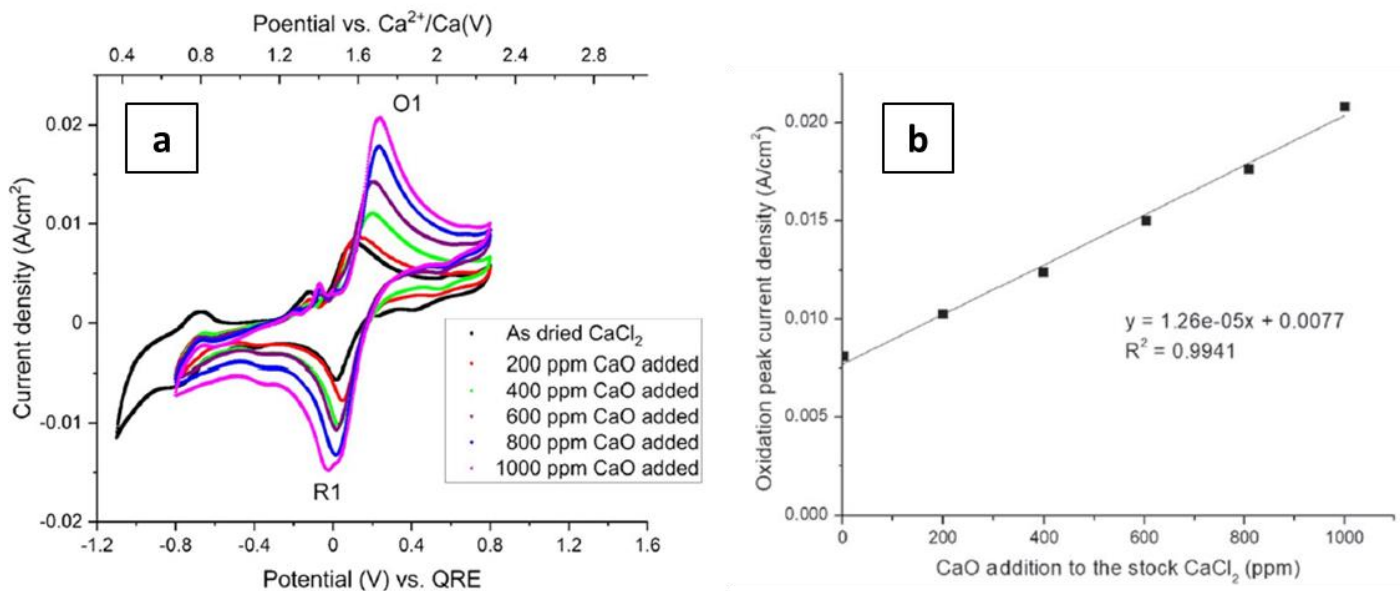 Poential vs. Ca²⁺/Ca(V)
0.4 0.8 1.2 1.6 2 2.4 2.8
a
O1
0.02
0.01
0
-0.01
-0.02
Current density (A/cm²)
As dried CaCl₂
200 ppm CaO added
400 ppm CaO added
600 ppm CaO added
800 ppm CaO added
1000 ppm CaO added
R1
-1.2 -0.8 -0.4 0 0.4 0.8 1.2 1.6
Potential (V) vs. QRE
b
0.020
0.015
0.010
0.005
0.000
Oxidation peak current density (A/cm²)
y = 1.26e-05x + 0.0077
R² = 0.9941
0 200 400 600 800 1000
CaO addition to the stock CaCl₂ (ppm)